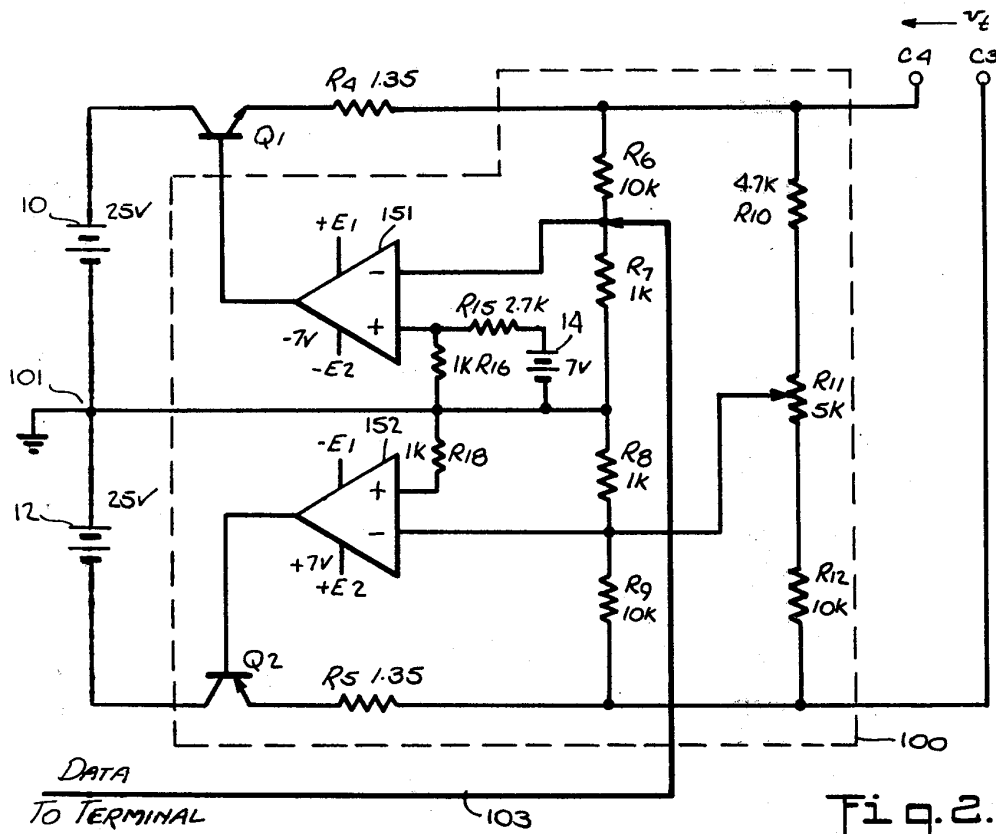 v_t
C4 C3
R4 1.35
Q1
R6
10K
4.7K
R10
10 25V
+E1 151
-
R7
1K
R15 2.7K
14
+
-7V
-E2
1K R16
7V
101
R11
5K
-E1 152
1K R18
R8
1K
25V
12
+
-
+7V
+E2
R9
10K
R12
10K
Q2
R5 1.35
100
DATA
TO TERMINAL
103
Fig.2.